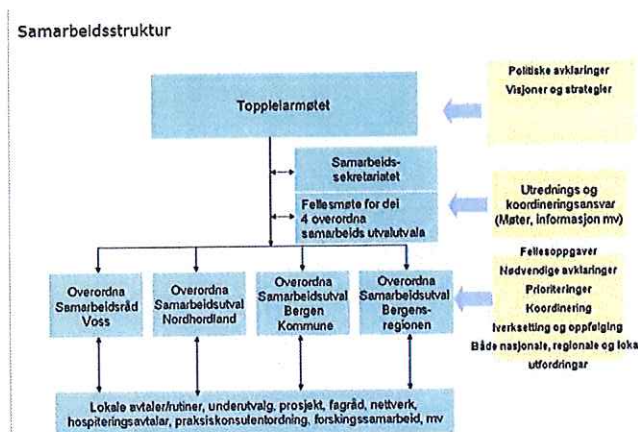 Samarbeidsstruktur
Toppleiarmøtet
Politiske avklaringer
Visjoner og strategier
Samarbeids-
sekretariatet
Fellesmøte for dei
4 overordna
samarbeids utvalutvala
Utrednings og
koordineringsansvar
(Møter, informasjon mv)
Overordna
Samarbeidsråd
Voss
Overordna
Samarbeidsutval
Nordhordland
Overordna
Samarbeidsutval
Bergen
Kommune
Overordna
Samarbeidsutval
Bergens-
regionen
Fellesoppgaver
Nødvendige avklaringer
Prioriteringer
Koordinering
Iverksetting og oppfølging
Både nasjonale, regionale og loka
utfordringar
Lokale avtaler/rutiner, underutvalg, prosjekt, fagråd, nettverk,
hospiteringsavtalar, praksiskonsulentordning, forskingssamarbeid, mv